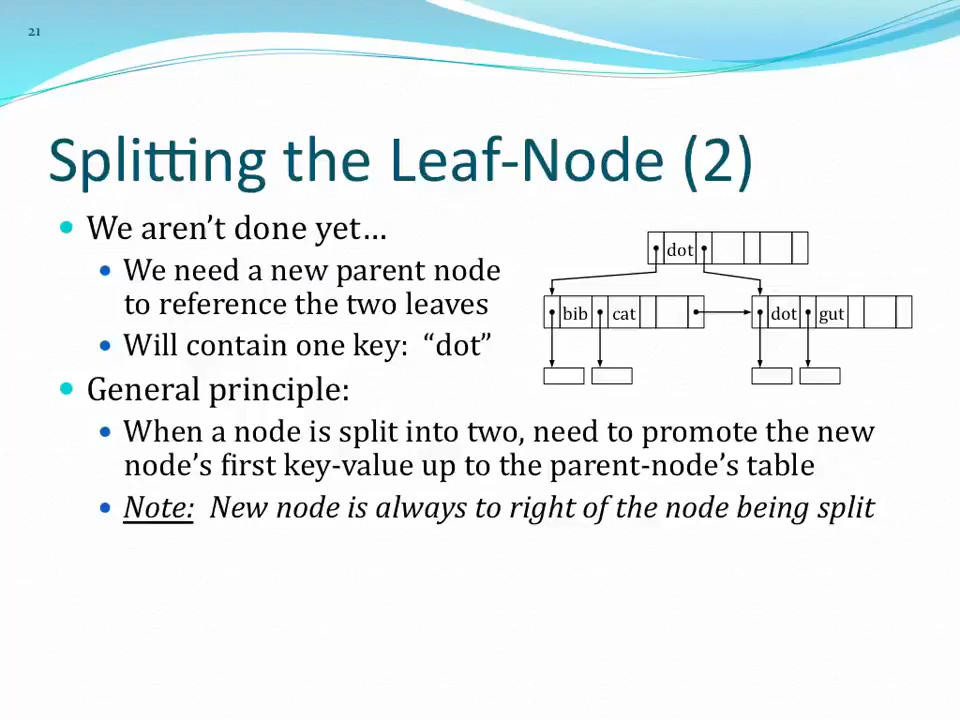 21
Splitting the Leaf-Node (2)
We aren't done yet…
We need a new parent node
to reference the two leaves
Will contain one key:  “dot”
General principle:
When a node is split into two, need to promote the new
node's first key-value up to the parent-node's table
Note:  New node is always to right of the node being split
dot
bib cat
dot gut